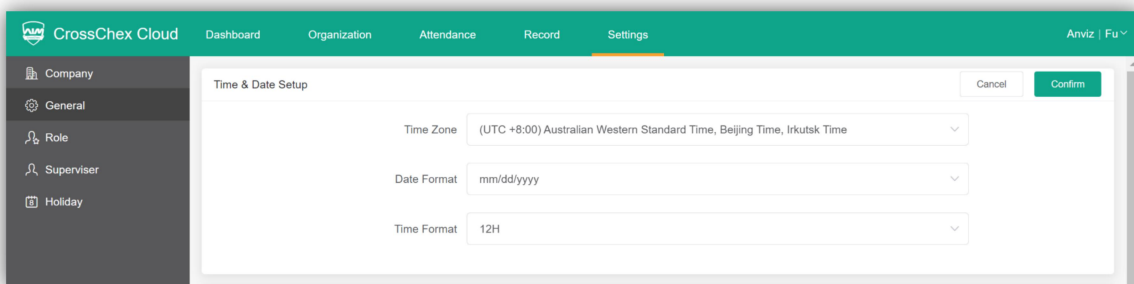 CrossChex Cloud Dashboard Organization Attendance Record Settings Anviz | Fu
Company
General
Role
Superviser
Holiday
Time & Date Setup Cancel Confirm
Time Zone (UTC +8:00) Australian Western Standard Time, Beijing Time, Irkutsk Time
Date Format mm/dd/yyyy
Time Format 12H